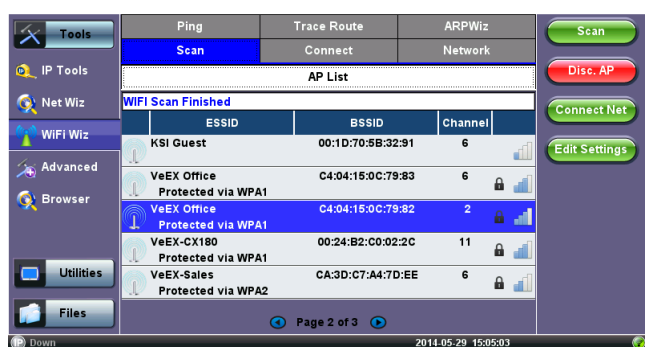 Tools
IP Tools
Net Wiz
WiFi Wiz
Advanced
Browser
Utilities
Files
Ping Trace Route ARPWiz
Scan Connect Network
AP List
WIFI Scan Finished
ESSID BSSID Channel
KSI Guest 00:1D:70:5B:32:91 6
VeEX Office C4:04:15:0C:79:83 6
Protected via WPA1
VeEX Office C4:04:15:0C:79:82 2
Protected via WPA1
VeEX-CX180 00:24:B2:C0:02:2C 11
Protected via WPA1
VeEX-Sales CA:3D:C7:A4:7D:EE 6
Protected via WPA2
Page 2 of 3
Scan
Disc. AP
Connect Net
Edit Settings
IP Down 2014-05-29 15:05:03